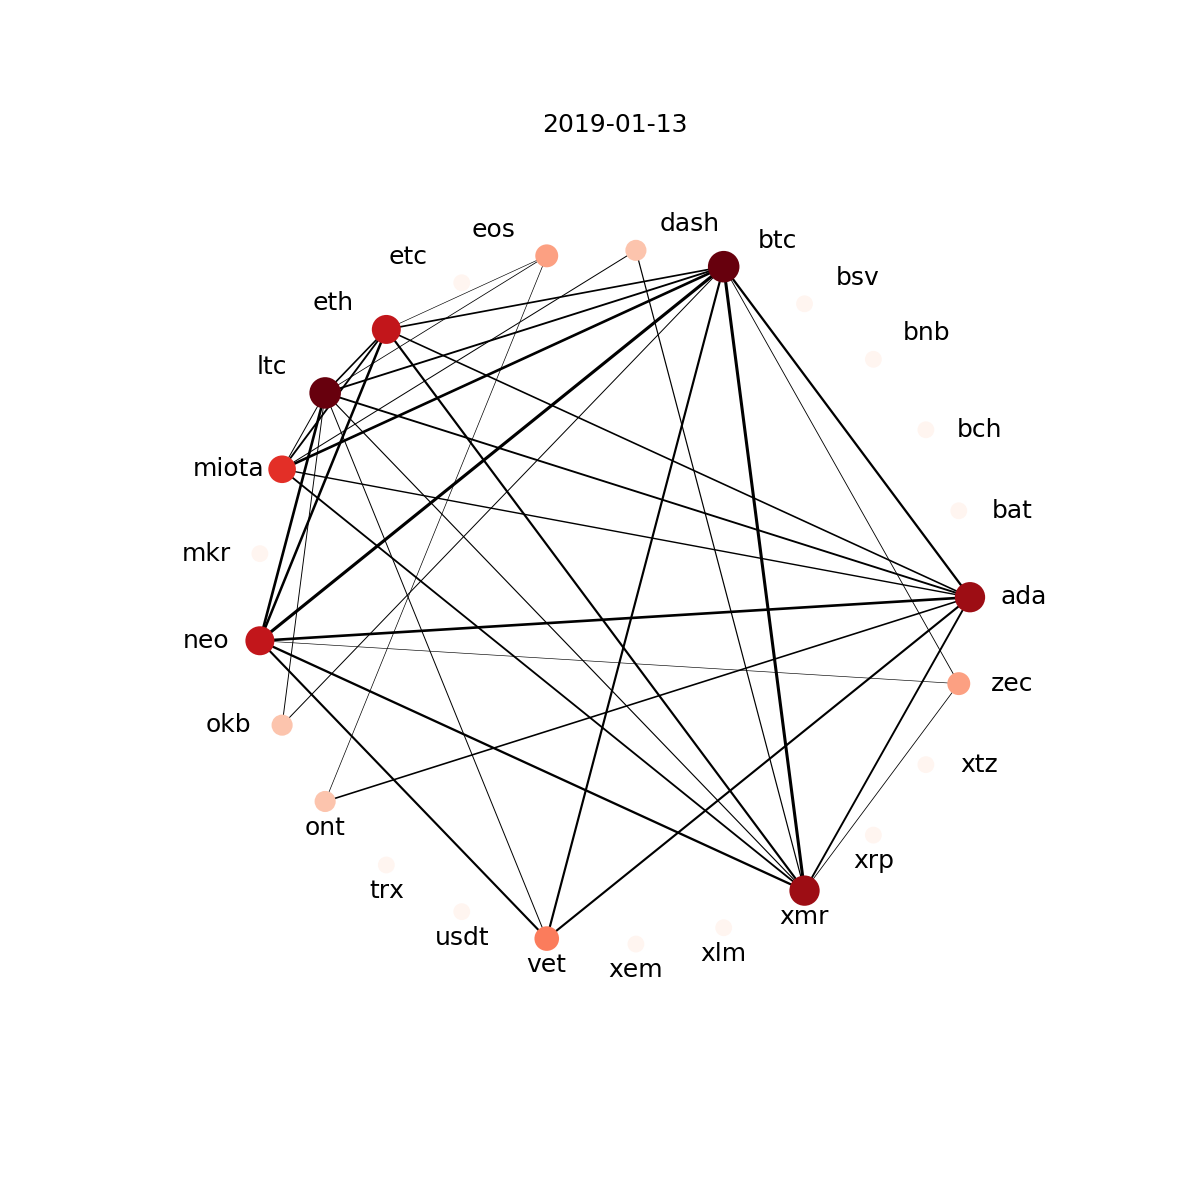 2019-01-13
dash
eos
btc
etc
bsv
eth
bnb
ltc
bch
miota
bat
mkr
ada
neo
zec
okb
xtz
ont
xrp
trx
xmr
usdt
xlm
vet
xem